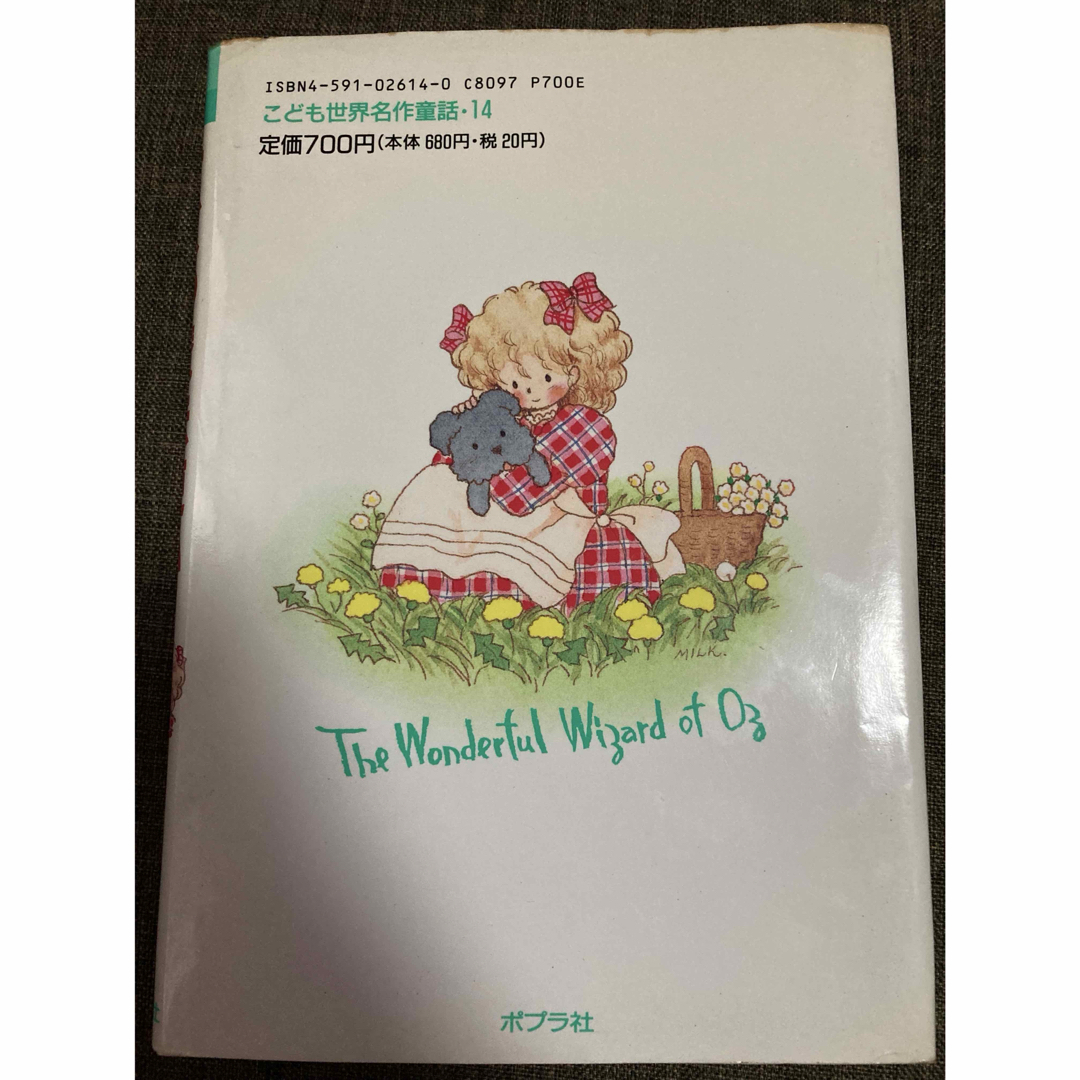 ISBN4-591-02614-0 C8097 P700E
こども世界名作童話・14
定価700円(本体 680円・税 20円)
MILK.
The Wonderful Wizard of Oz
ポプラ社